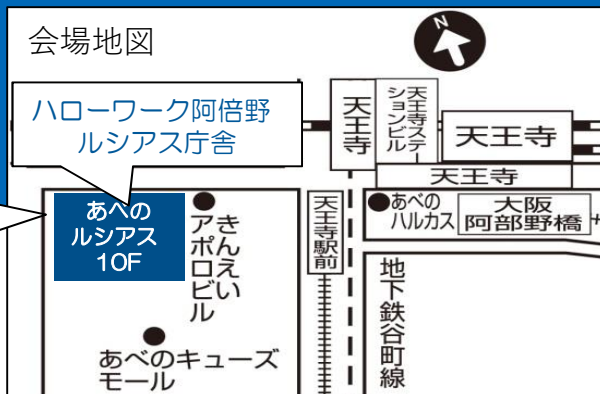 会場地図
N
ハローワーク阿倍野
ルシアス庁舎
天王寺
天王寺ステー
ションビル
天王寺
天王寺
あべの
ルシアス
10F
きんえい
アポロビル
天王寺駅前
あべの
ハルカス
大阪
阿部野橋
あべのキューズ
モール
地下鉄谷町線